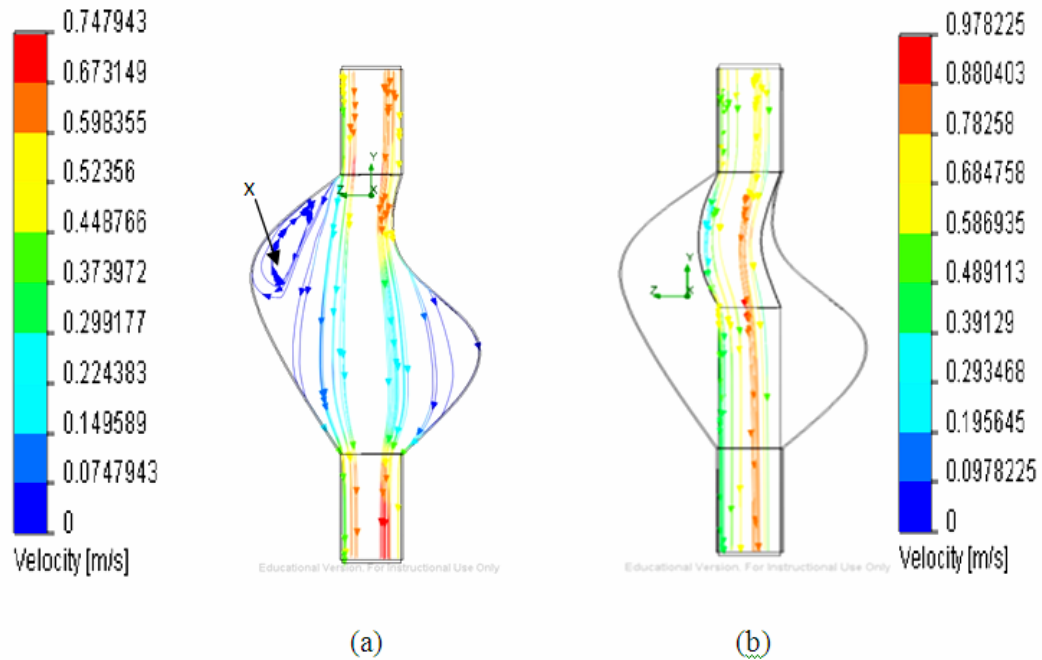 0.747943
0.673149
0.598355
0.52356
0.448766
0.373972
0.299177
0.224383
0.149589
0.0747943
0
Velocity [m/s]
X
Y
Z
X
Educational Version. For Instructional Use Only
(a)
Y
Z
X
Educational Version. For Instructional Use Only
(b)
0.978225
0.880403
0.78258
0.684758
0.586935
0.489113
0.39129
0.293468
0.195645
0.0978225
0
Velocity [m/s]